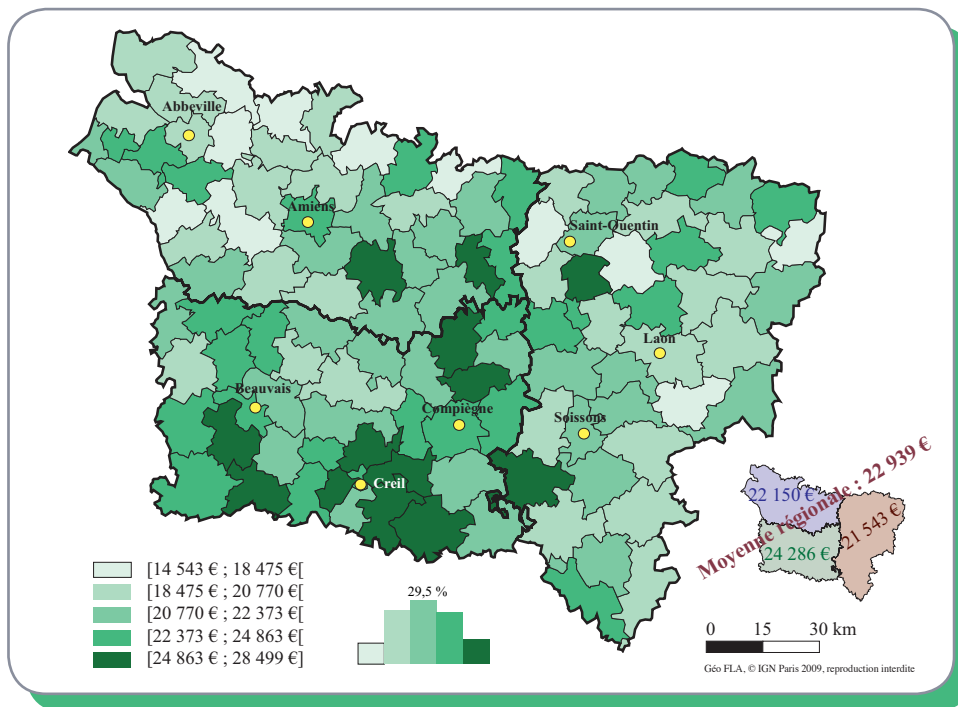 Abbeville
Amiens
Saint-Quentin
Laon
Beauvais
Compiègne
Soissons
Creil
22 150 €
24 286 €
21 543 €
Moyenne régionale : 22 939 €
[14 543 € ; 18 475 €[
[18 475 € ; 20 770 €[
[20 770 € ; 22 373 €[
[22 373 € ; 24 863 €[
[24 863 € ; 28 499 €]
29,5 %
0 15 30 km
Géo FLA, © IGN Paris 2009, reproduction interdite